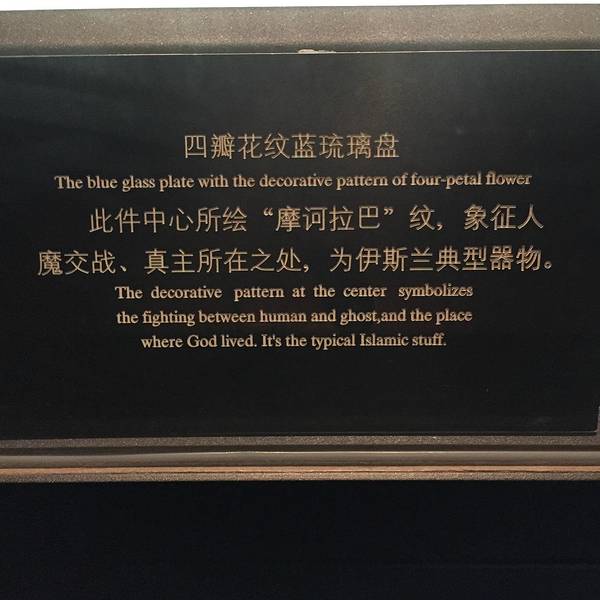 四瓣花纹蓝琉璃盘
The blue glass plate with the decorative pattern of four-petal flower
此件中心所绘“摩诃拉巴”纹，象征人
魔交战、真主所在之处，为伊斯兰典型器物。
The decorative pattern at the center symbolizes
the fighting between human and ghost,and the place
where God lived. It's the typical Islamic stuff.